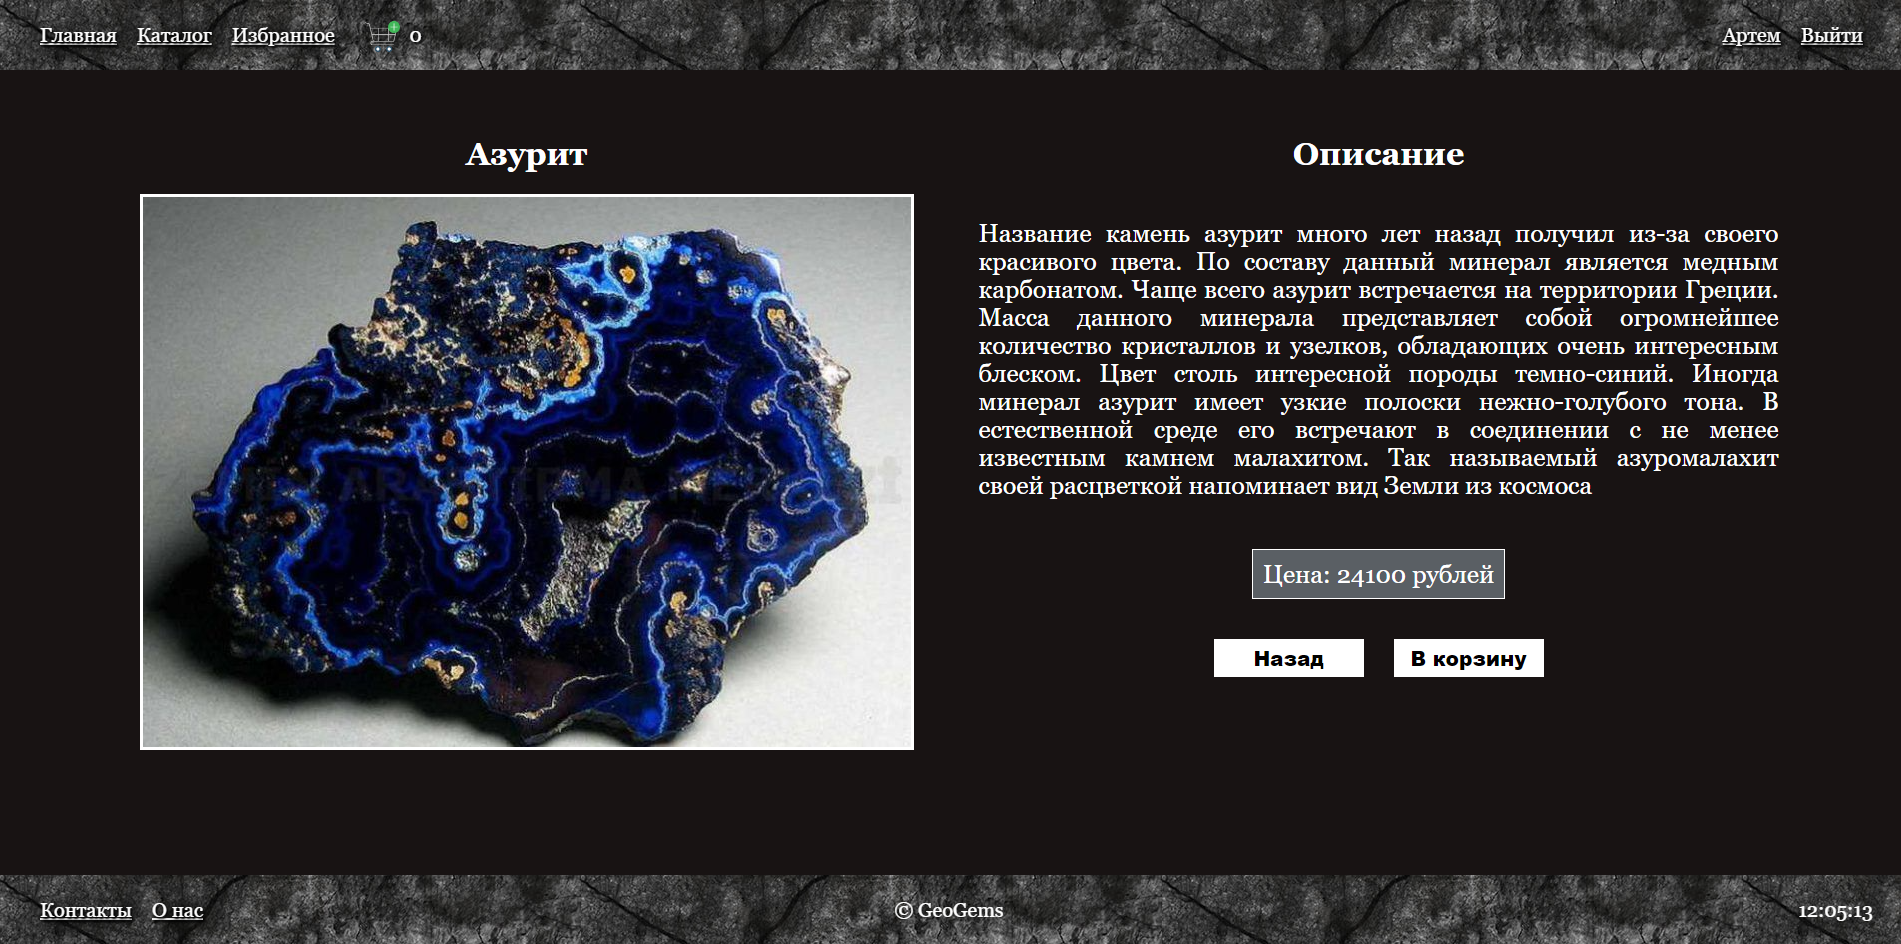 Главная Каталог Избранное 0 Артем Выйти
Азурит
Описание
Название камень азурит много лет назад получил из-за своего
красивого цвета. По составу данный минерал является медным
карбонатом. Чаще всего азурит встречается на территории Греции.
Масса данного минерала представляет собой огромнейшее
количество кристаллов и узелков, обладающих очень интересным
блеском. Цвет столь интересной породы темно-синий. Иногда
минерал азурит имеет узкие полоски нежно-голубого тона. В
естественной среде его встречают в соединении с не менее
известным камнем малахитом. Так называемый азуромалахит
своей расцветкой напоминает вид Земли из космоса
Цена: 24100 рублей
Назад В корзину
Контакты О нас © GeoGems 12:05:13